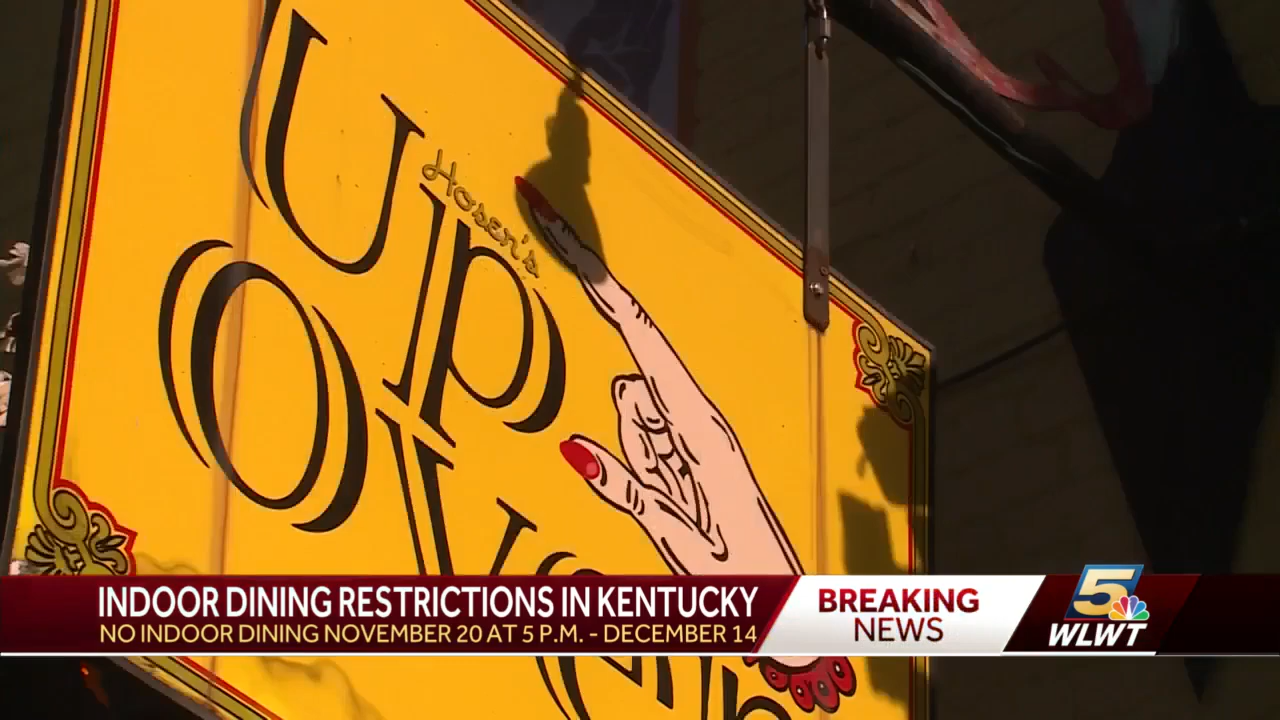 Up
Hosen's
Over
INDOOR DINING RESTRICTIONS IN KENTUCKY
NO INDOOR DINING NOVEMBER 20 AT 5 P.M. - DECEMBER 14
BREAKING
NEWS
5
WLWT